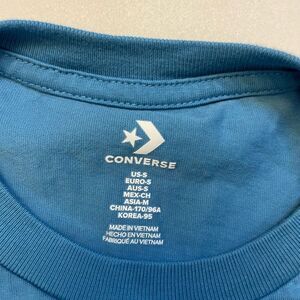 CONVERSE
US-S
EURO-S
AUS-S
MEX-CH
ASIA-M
CHINA-170/96A
KOREA-95
MADE IN VIETNAM
HECHO EN VIETNAM
FABRIQUÉ AU VIETNAM